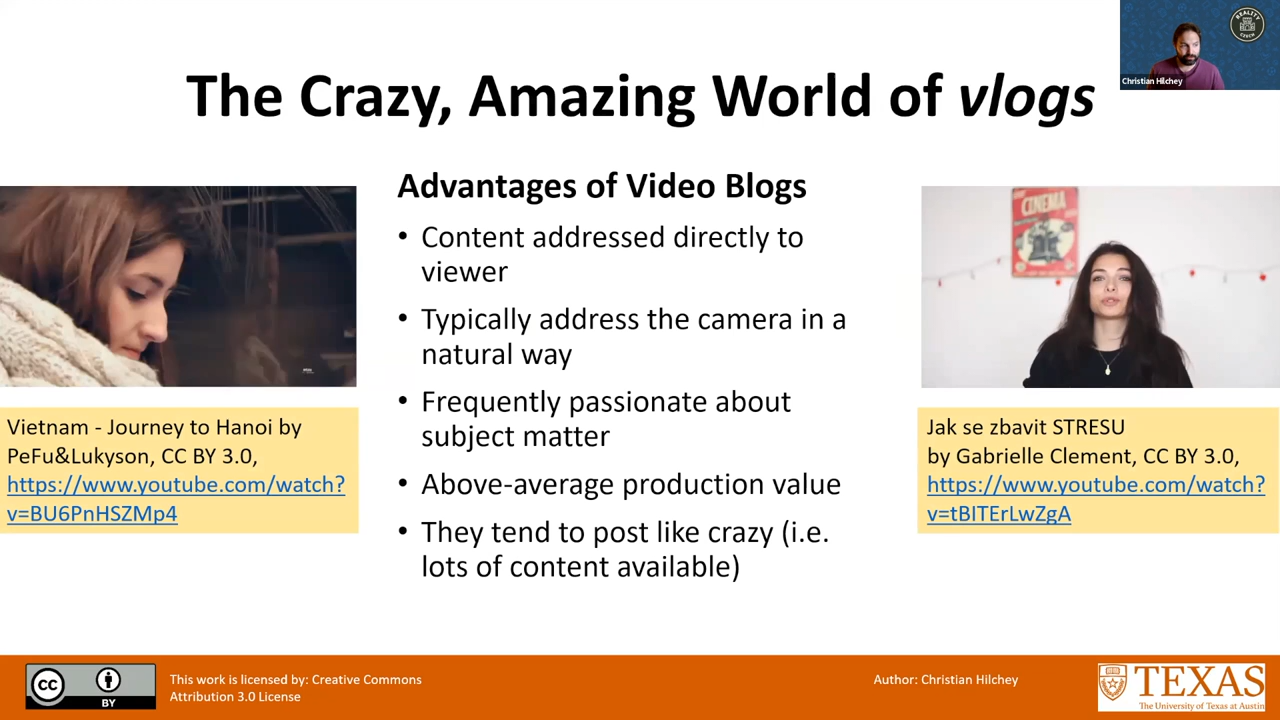 REALITY
CZECH
Christian Hilchey
The Crazy, Amazing World of vlogs
Advantages of Video Blogs
• Content addressed directly to
viewer
• Typically address the camera in a
natural way
• Frequently passionate about
subject matter
• Above-average production value
• They tend to post like crazy (i.e.
lots of content available)
Vietnam - Journey to Hanoi by
PeFu&Lukyson, CC BY 3.0,
https://www.youtube.com/watch?
v=BU6PnHSZMp4
CINEMA
Jak se zbavit STRESU
by Gabrielle Clement, CC BY 3.0,
https://www.youtube.com/watch?
v=tBITErLwZgA
CC
BY
This work is licensed by: Creative Commons
Attribution 3.0 License
Author: Christian Hilchey
TEXAS
The University of Texas at Austin